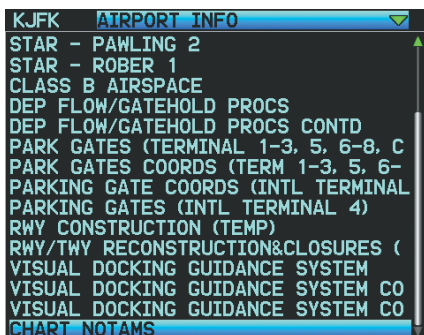 KJFK AIRPORT INFO
STAR - PAWLING 2
STAR - ROBER 1
CLASS B AIRSPACE
DEP FLOW/GATEHOLD PROCS
DEP FLOW/GATEHOLD PROCS CONTD
PARK GATES (TERMINAL 1-3, 5, 6-8, C
PARK GATES COORDS (TERM 1-3, 5, 6-
PARKING GATE COORDS (INTL TERMINAL
PARKING GATES (INTL TERMINAL 4)
RWY CONSTRUCTION (TEMP)
RWY/TWY RECONSTRUCTION&CLOSURES (
VISUAL DOCKING GUIDANCE SYSTEM
VISUAL DOCKING GUIDANCE SYSTEM CO
VISUAL DOCKING GUIDANCE SYSTEM CO
CHART NOTAMS